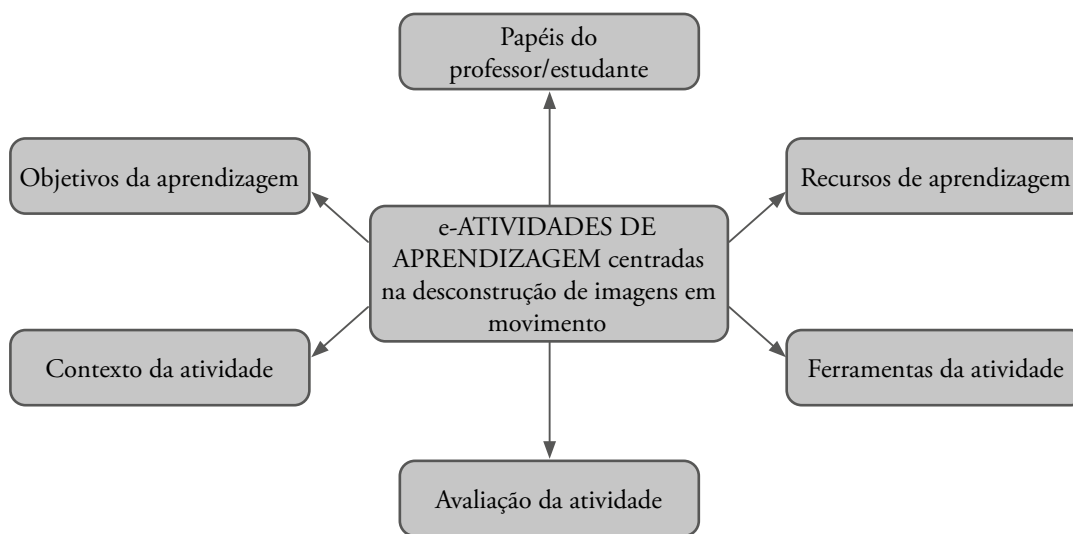 Papéis do
professor/estudante
Objetivos da aprendizagem
Recursos de aprendizagem
e-ATIVIDADES DE
APRENDIZAGEM centradas
na desconstrução de imagens em
movimento
Contexto da atividade
Ferramentas da atividade
Avaliação da atividade